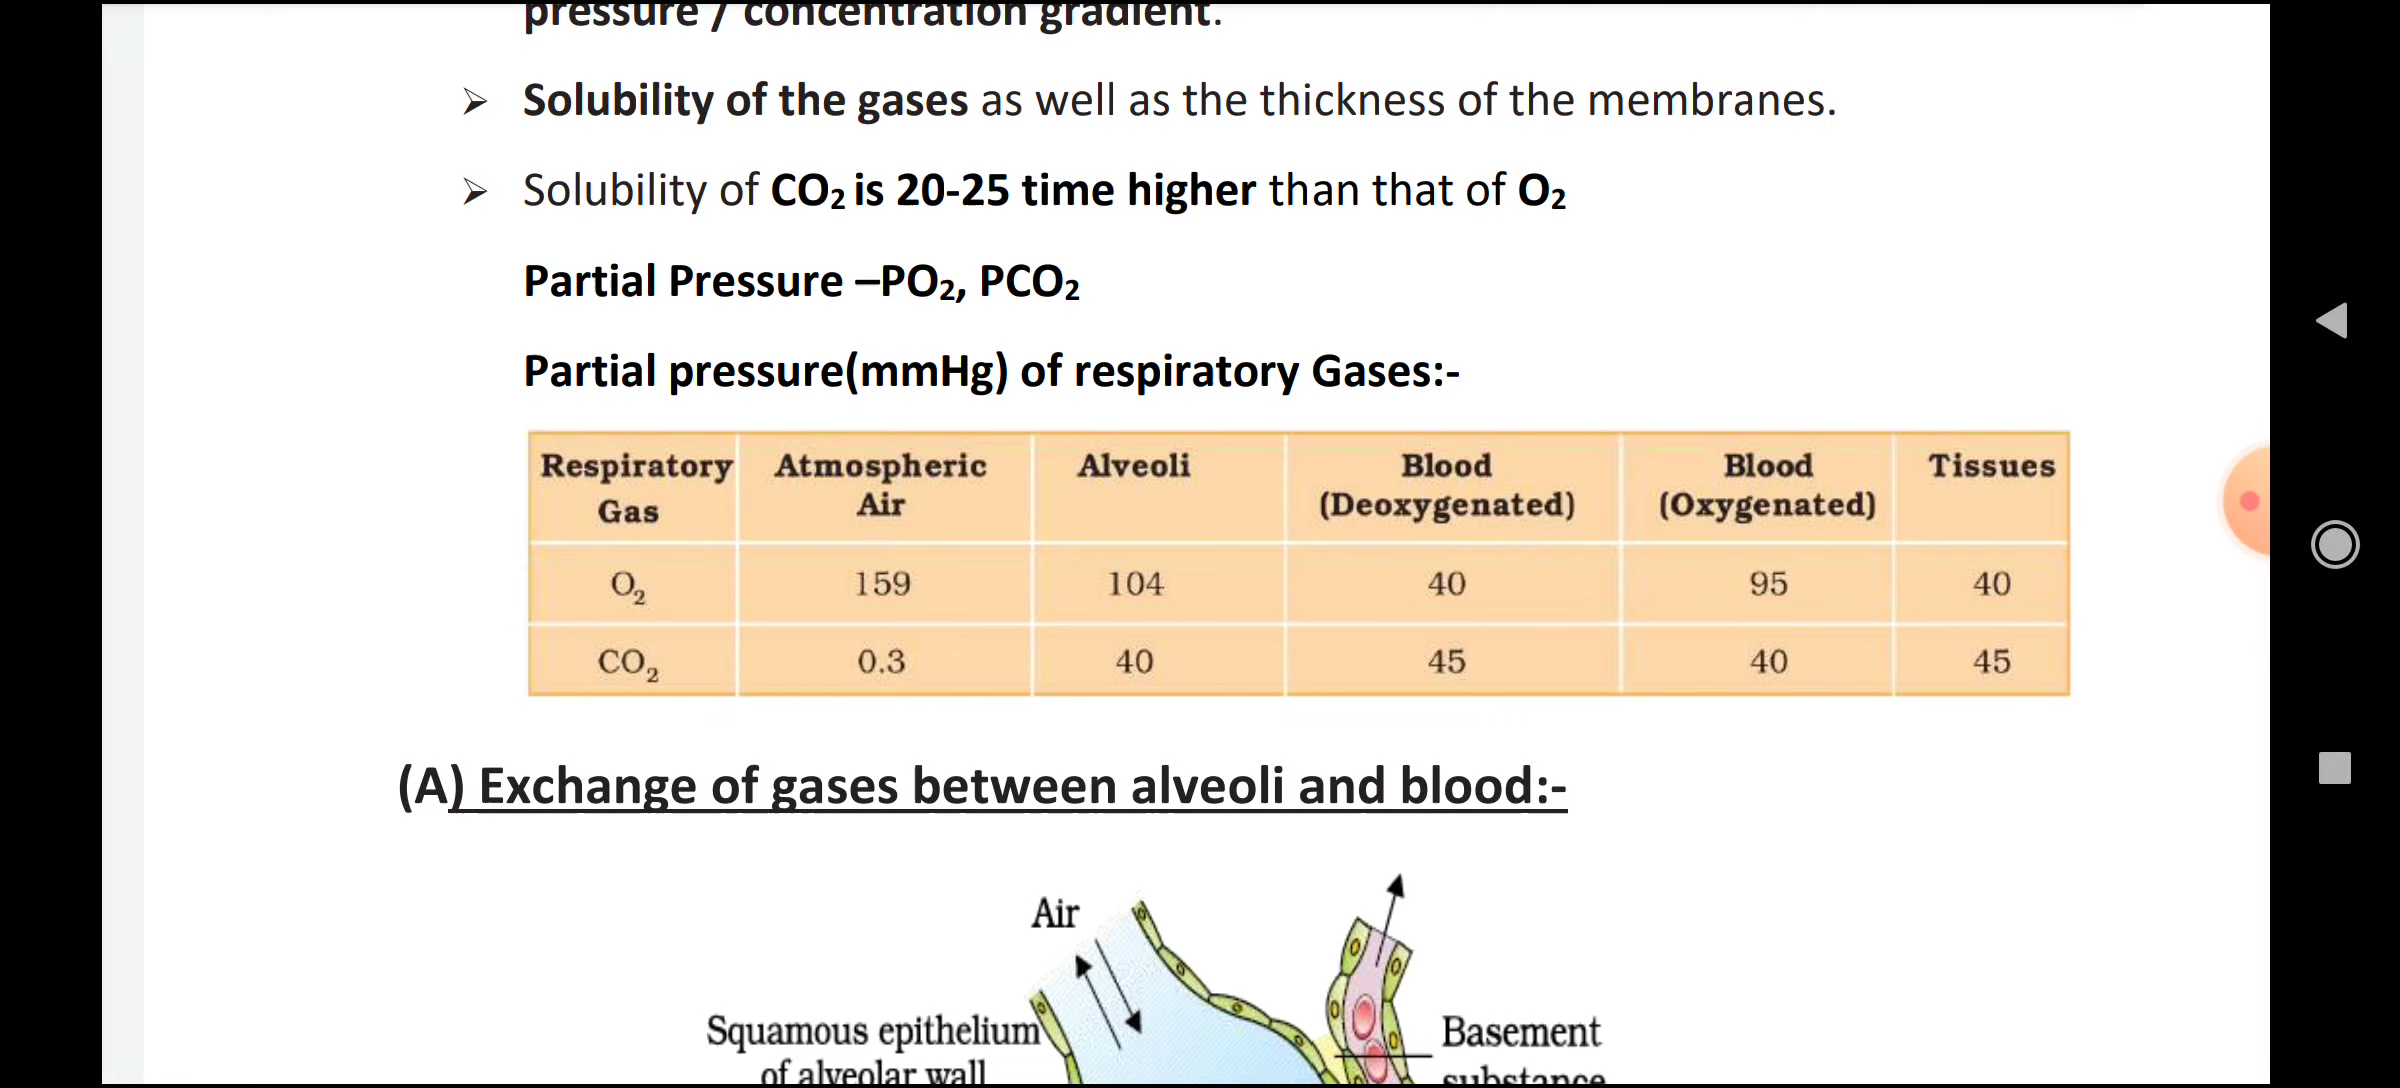 pressure / concentration gradient.
➢ Solubility of the gases as well as the thickness of the membranes.
➢ Solubility of CO₂ is 20-25 time higher than that of O₂
Partial Pressure –PO₂, PCO₂
Partial pressure(mmHg) of respiratory Gases:-
Respiratory Gas | Atmospheric Air | Alveoli | Blood (Deoxygenated) | Blood (Oxygenated) | Tissues
O₂ | 159 | 104 | 40 | 95 | 40
CO₂ | 0.3 | 40 | 45 | 40 | 45
(A) Exchange of gases between alveoli and blood:-
Air
Squamous epithelium
of alveolar wall
Basement
substance